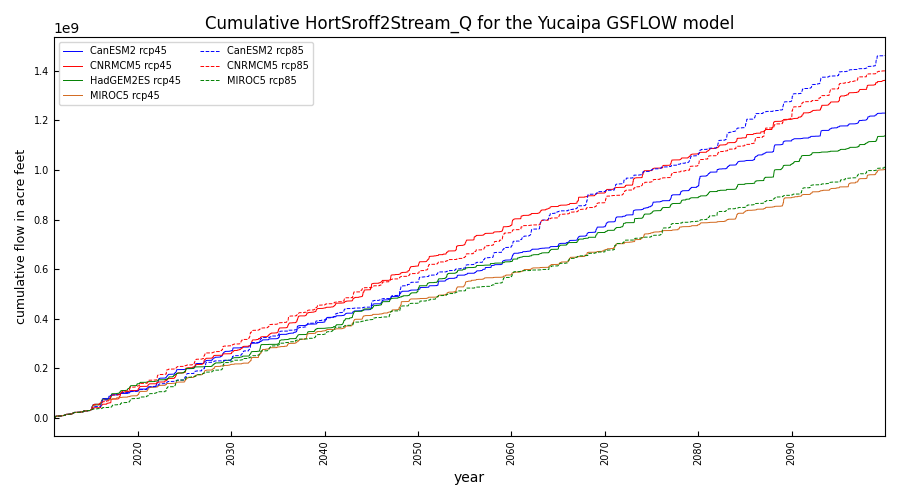 Cumulative HortSroff2Stream_Q for the Yucaipa GSFLOW model
1e9
CanESM2 rcp45
CNRMCM5 rcp45
HadGEM2ES rcp45
MIROC5 rcp45
CanESM2 rcp85
CNRMCM5 rcp85
MIROC5 rcp85
cumulative flow in acre feet
1.4
1.2
1.0
0.8
0.6
0.4
0.2
0.0
2020
2030
2040
2050
2060
2070
2080
2090
year